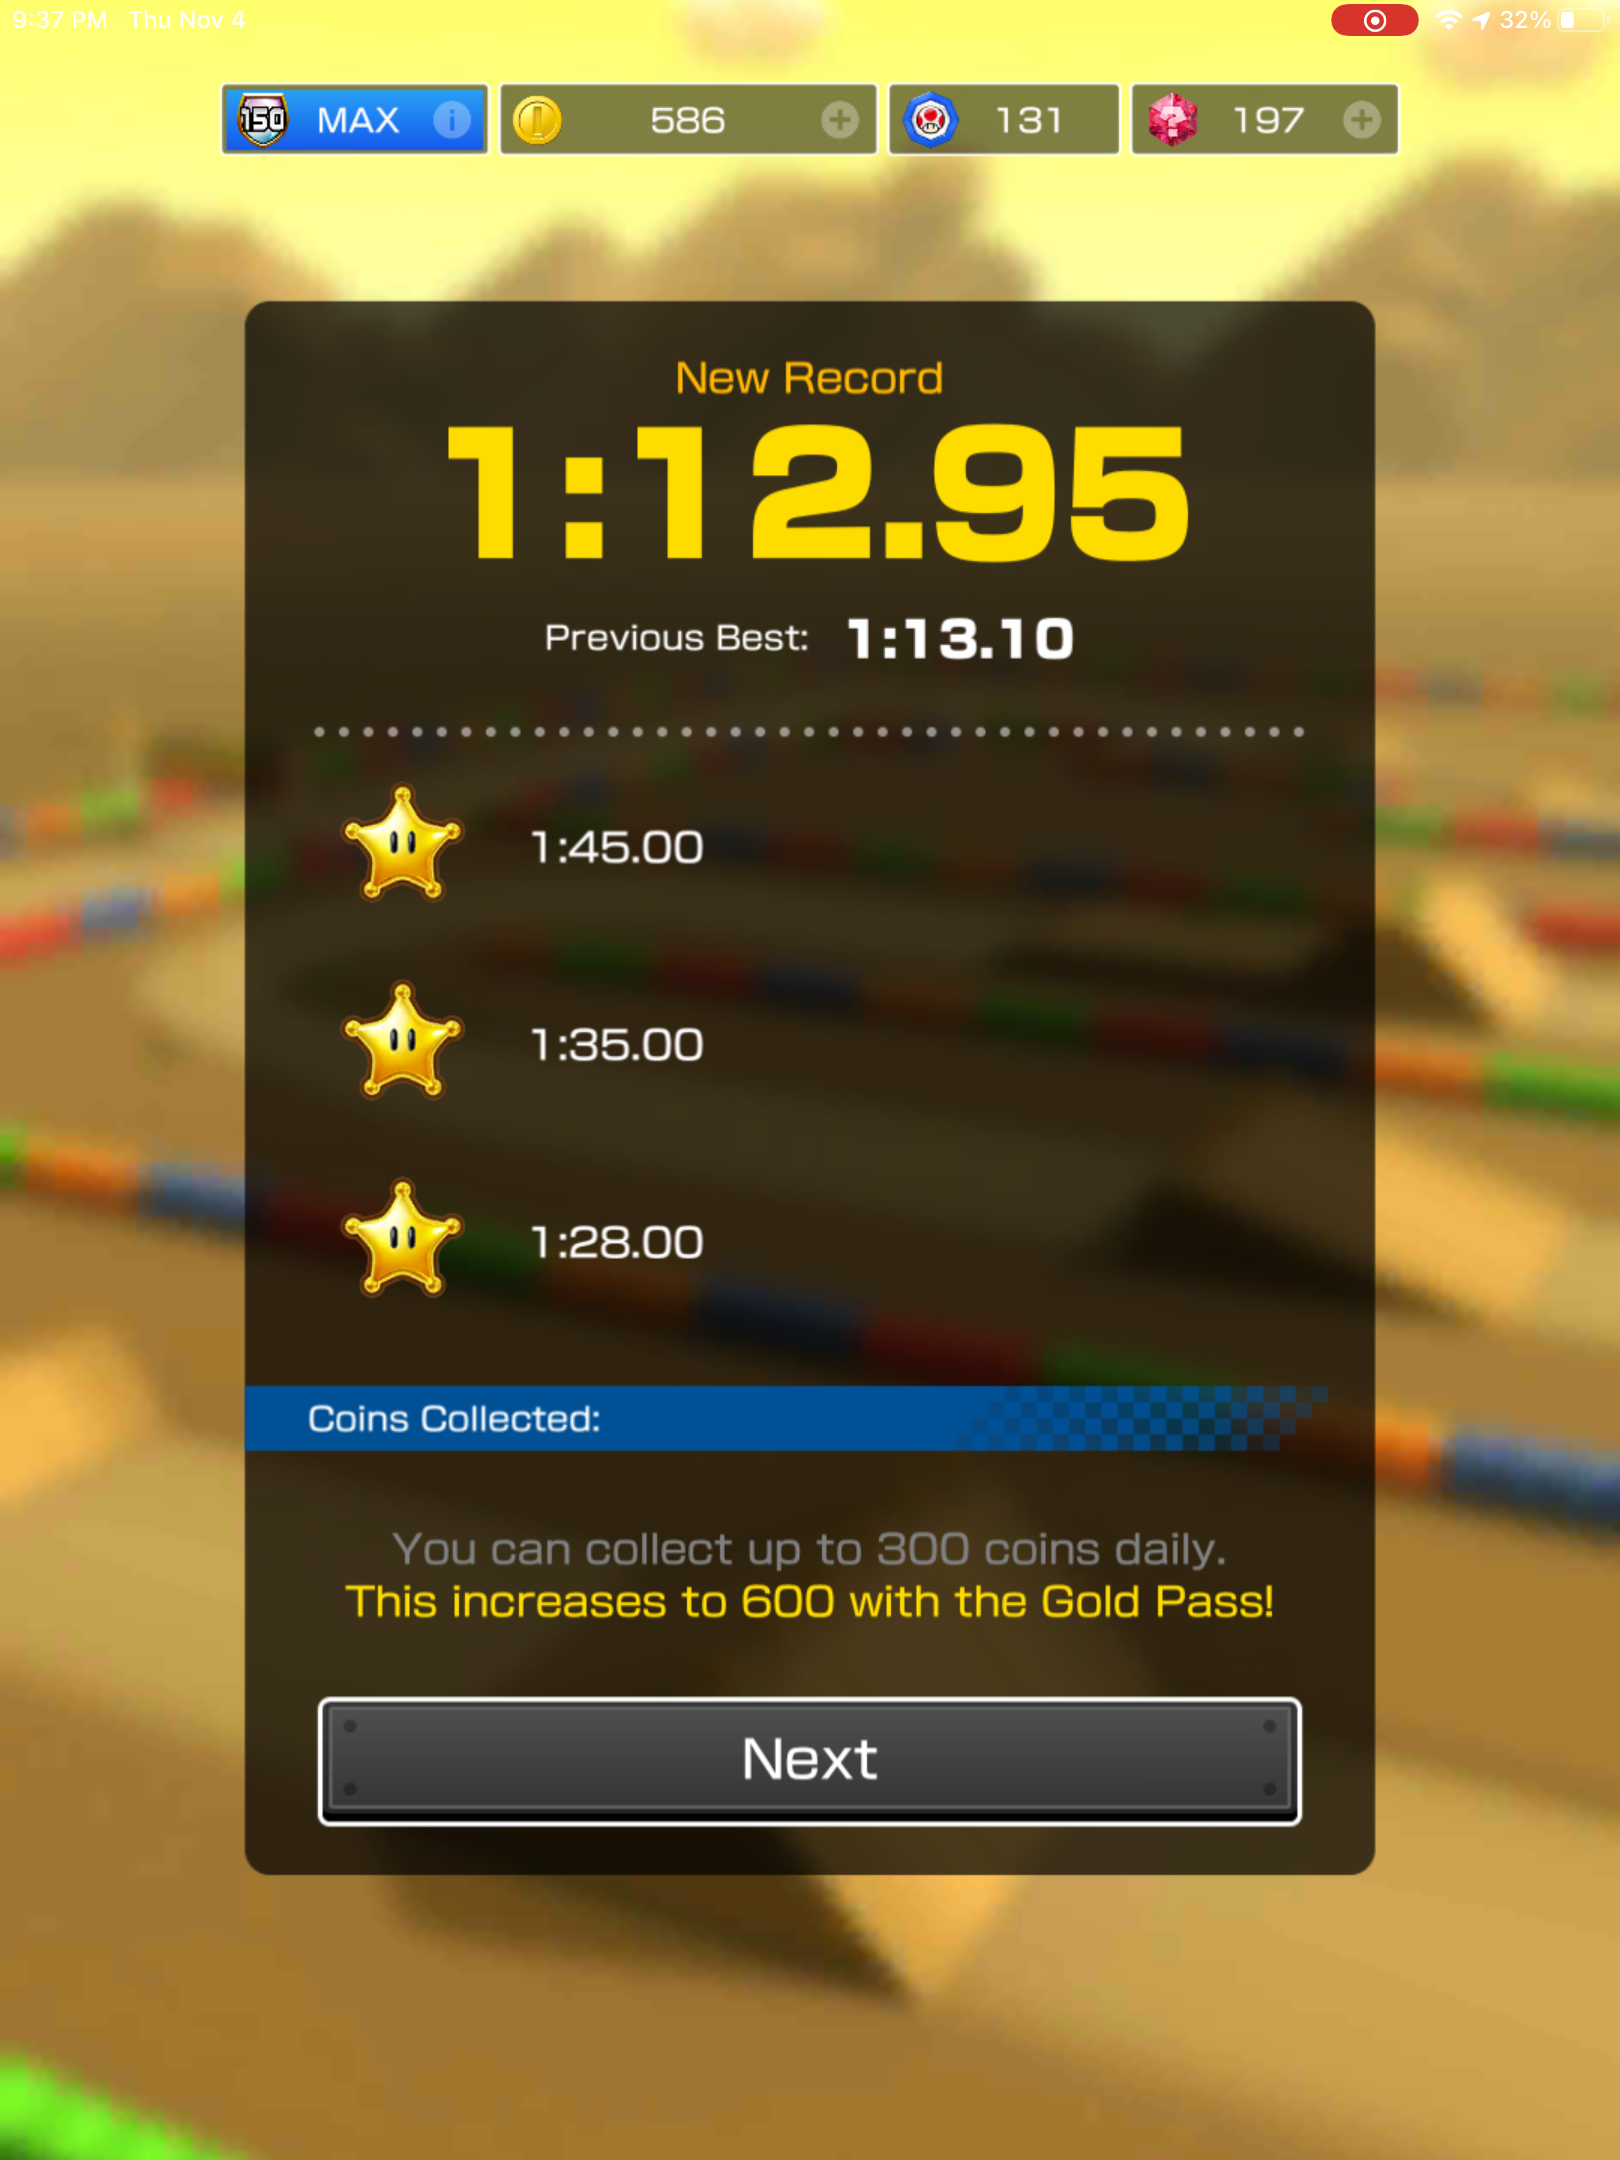 9:37 PM Thu Nov 4 32%
150 MAX i 586 + 131 ? 197 +
New Record
1:12.95
Previous Best: 1:13.10
1:45.00
1:35.00
1:28.00
Coins Collected:
You can collect up to 300 coins daily.
This increases to 600 with the Gold Pass!
Next